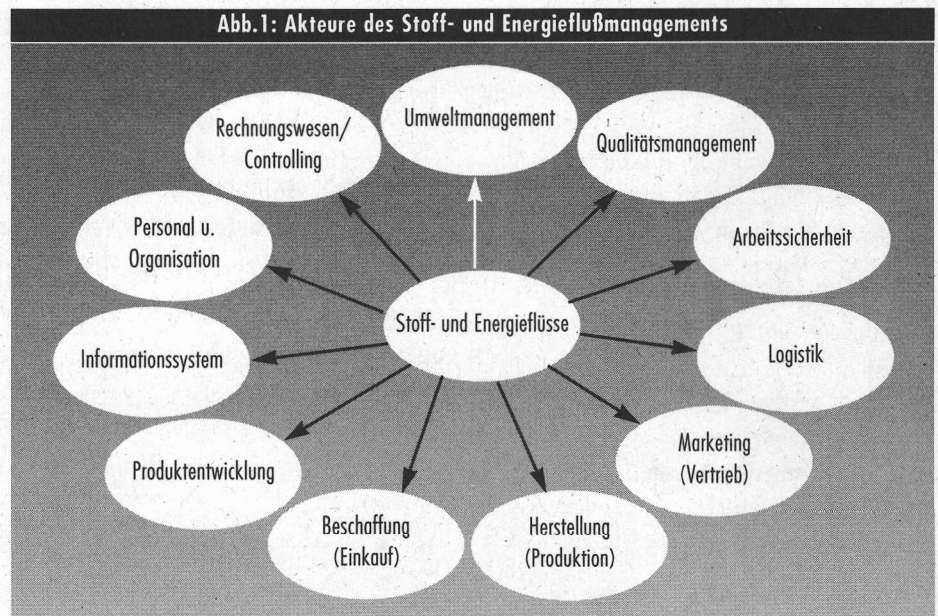 Abb.1: Akteure des Stoff- und Energieflußmanagements
Umweltmanagement
Rechnungswesen/
Controlling
Qualitätsmanagement
Personal u.
Organisation
Arbeitssicherheit
Stoff- und Energieflüsse
Informationssystem
Logistik
Produktentwicklung
Marketing
(Vertrieb)
Beschaffung
(Einkauf)
Herstellung
(Produktion)